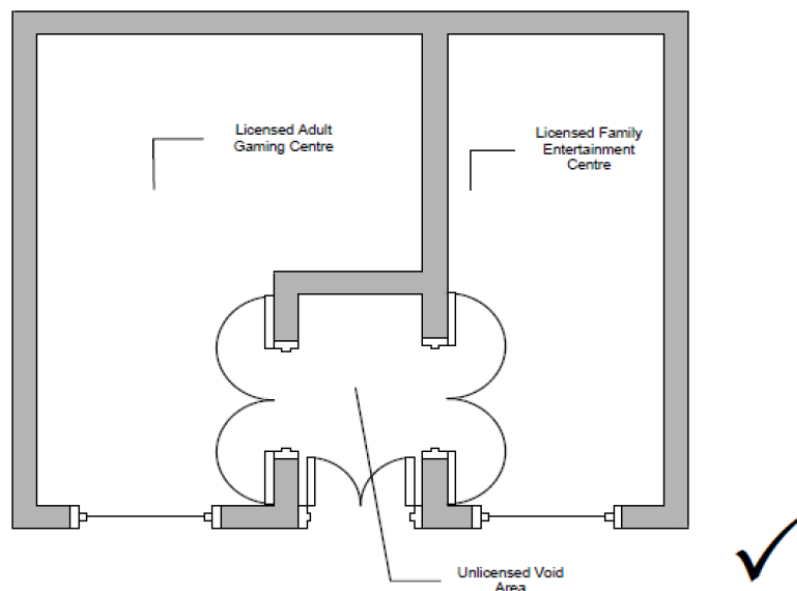 Licensed Adult
Gaming Centre
Licensed Family
Entertainment
Centre
Unlicensed Void
Area